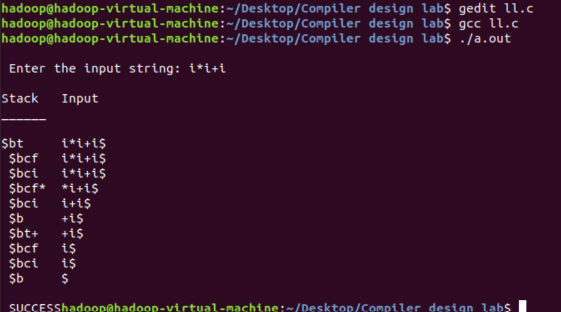 hadoop@hadoop-virtual-machine:~/Desktop/Compiler design lab$ gedit ll.c
hadoop@hadoop-virtual-machine:~/Desktop/Compiler design lab$ gcc ll.c
hadoop@hadoop-virtual-machine:~/Desktop/Compiler design lab$ ./a.out
Enter the input string: i*i+i
Stack Input
______
$bt i*i+i$
$bcf i*i+i$
$bci i*i+i$
$bcf* *i+i$
$bci i+i$
$b +i$
$bt+ +i$
$bcf i$
$bci i$
$b $
SUCCESShadoop@hadoop-virtual-machine:~/Desktop/Compiler design lab$